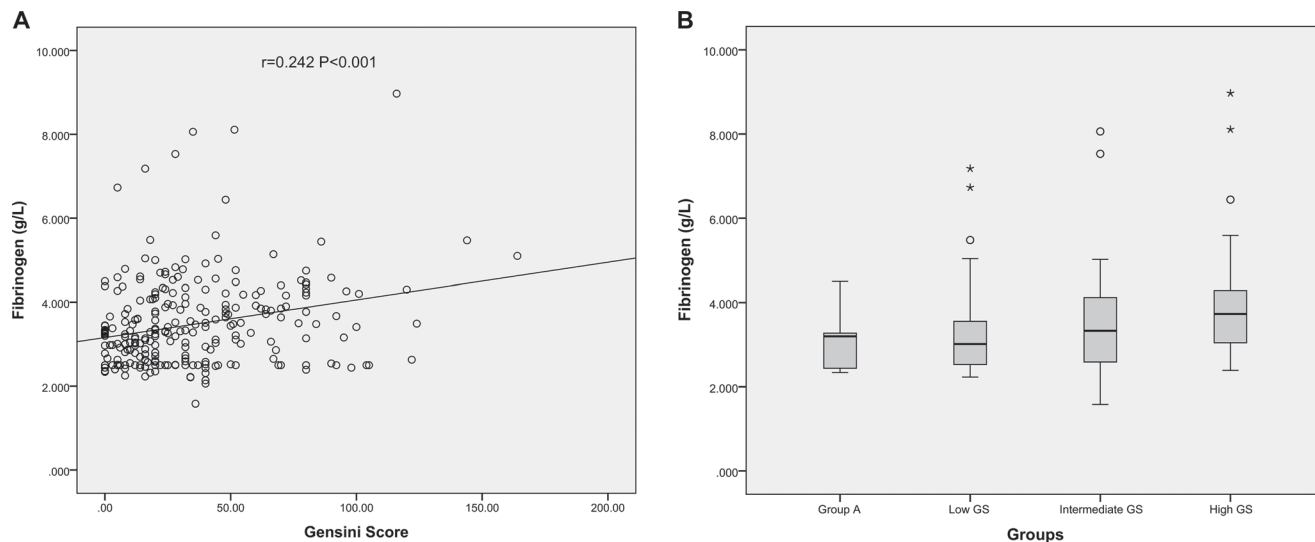 A
r=0.242 P<0.001
10.000
8.000
6.000
4.000
2.000
.000
Fibrinogen (g/L)
.00 50.00 100.00 150.00 200.00
Gensini Score
B
10.000
8.000
6.000
4.000
2.000
.000
Fibrinogen (g/L)
Group A Low GS Intermediate GS High GS
Groups